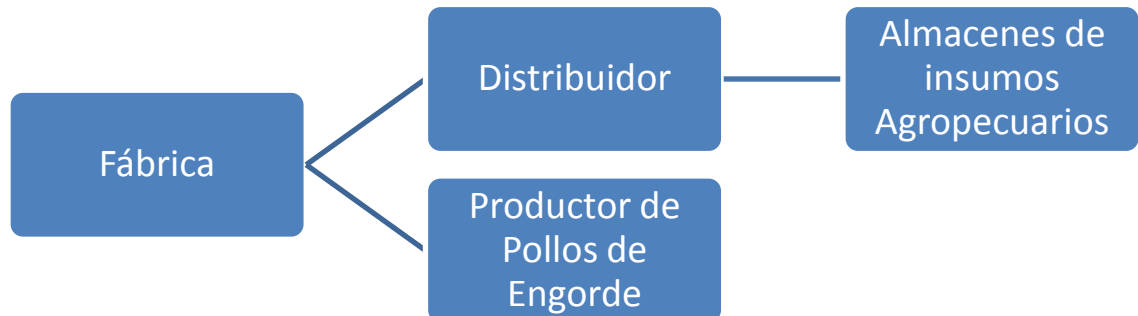 Fábrica
Distribuidor
Almacenes de
insumos
Agropecuarios
Productor de
Pollos de
Engorde